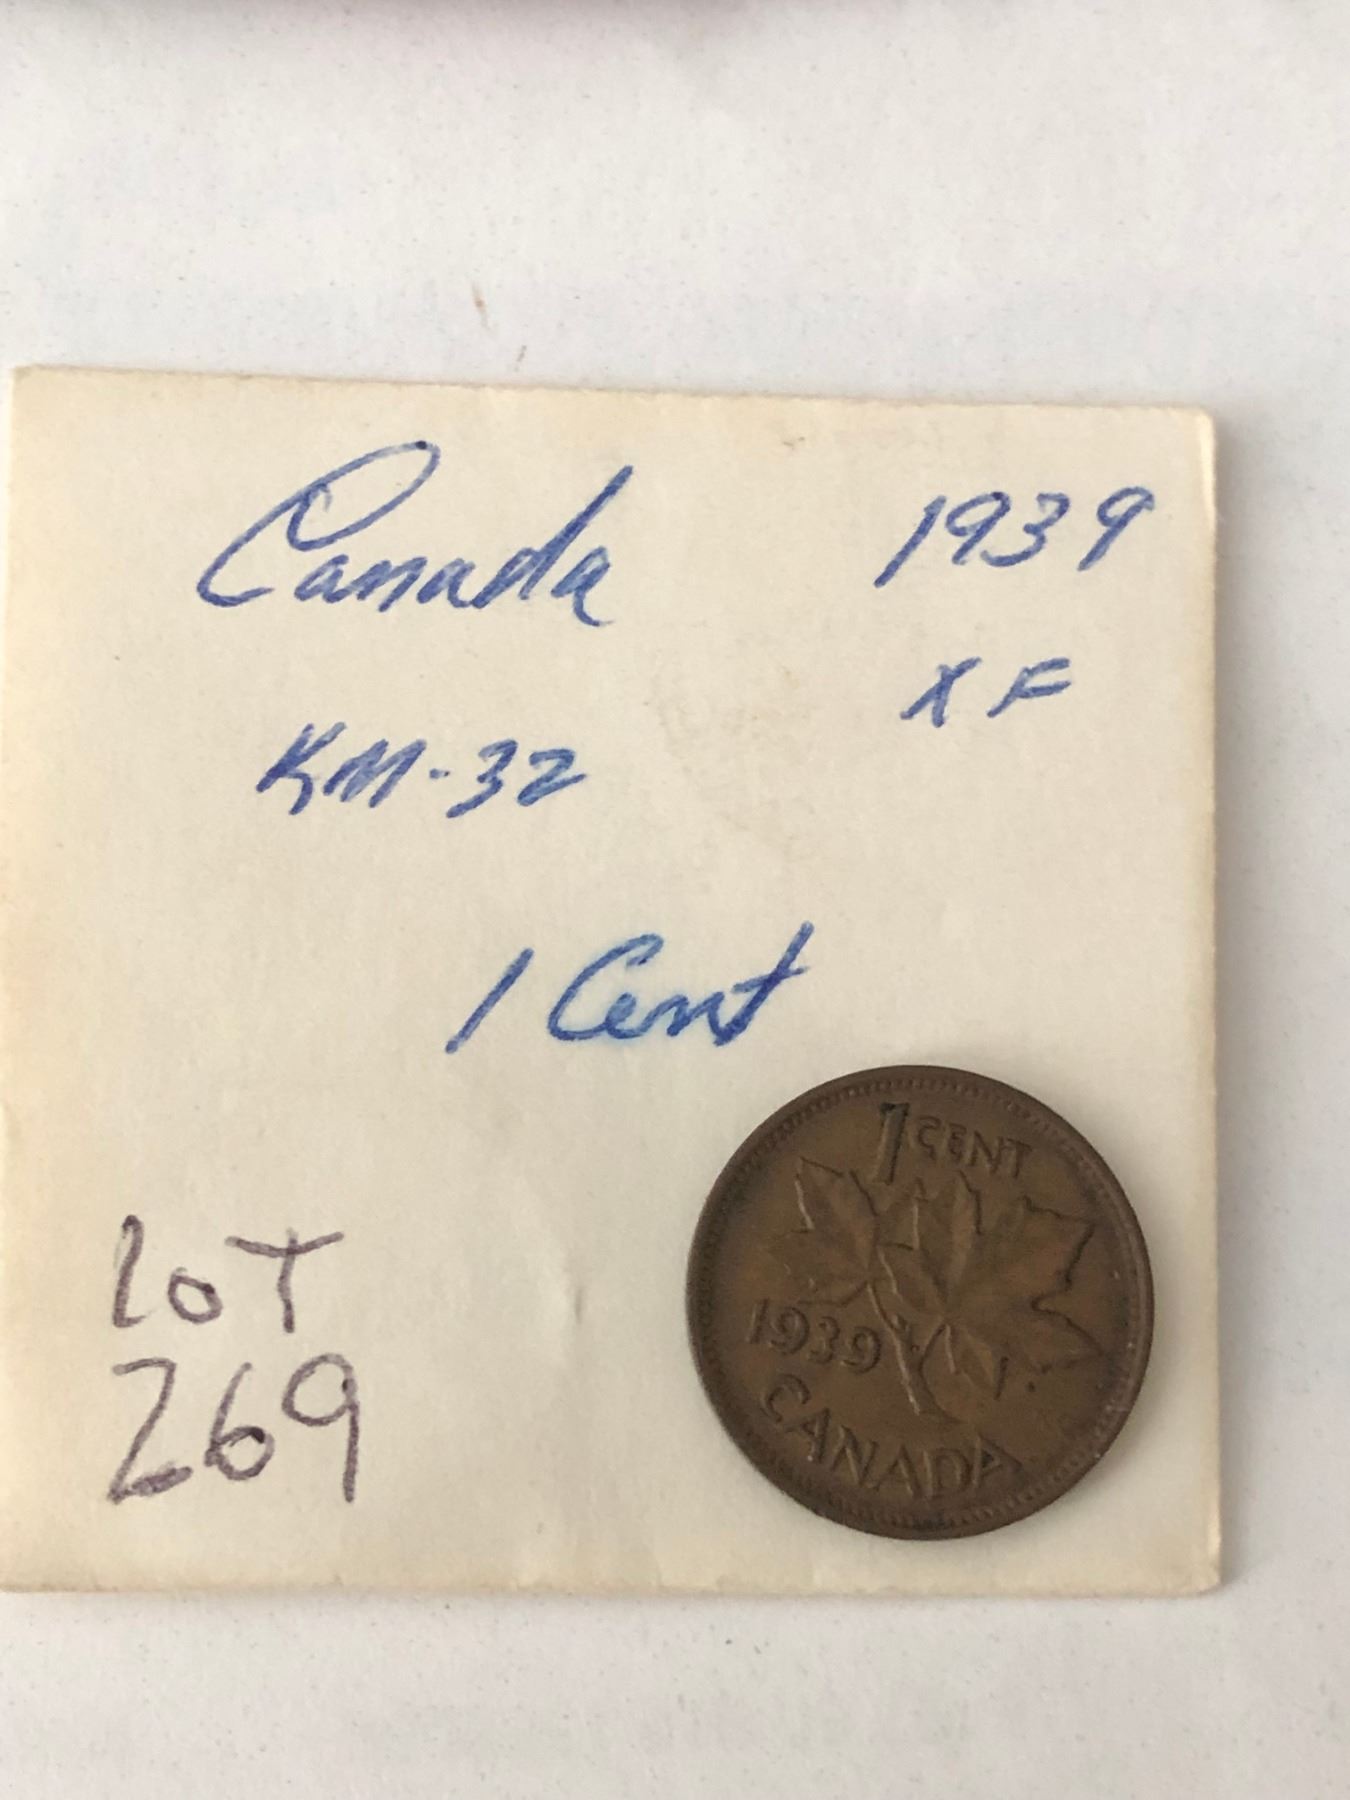 Canada 1939
XF
KM-32
1 Cent
1 CENT
1939
CANADA
LOT
269